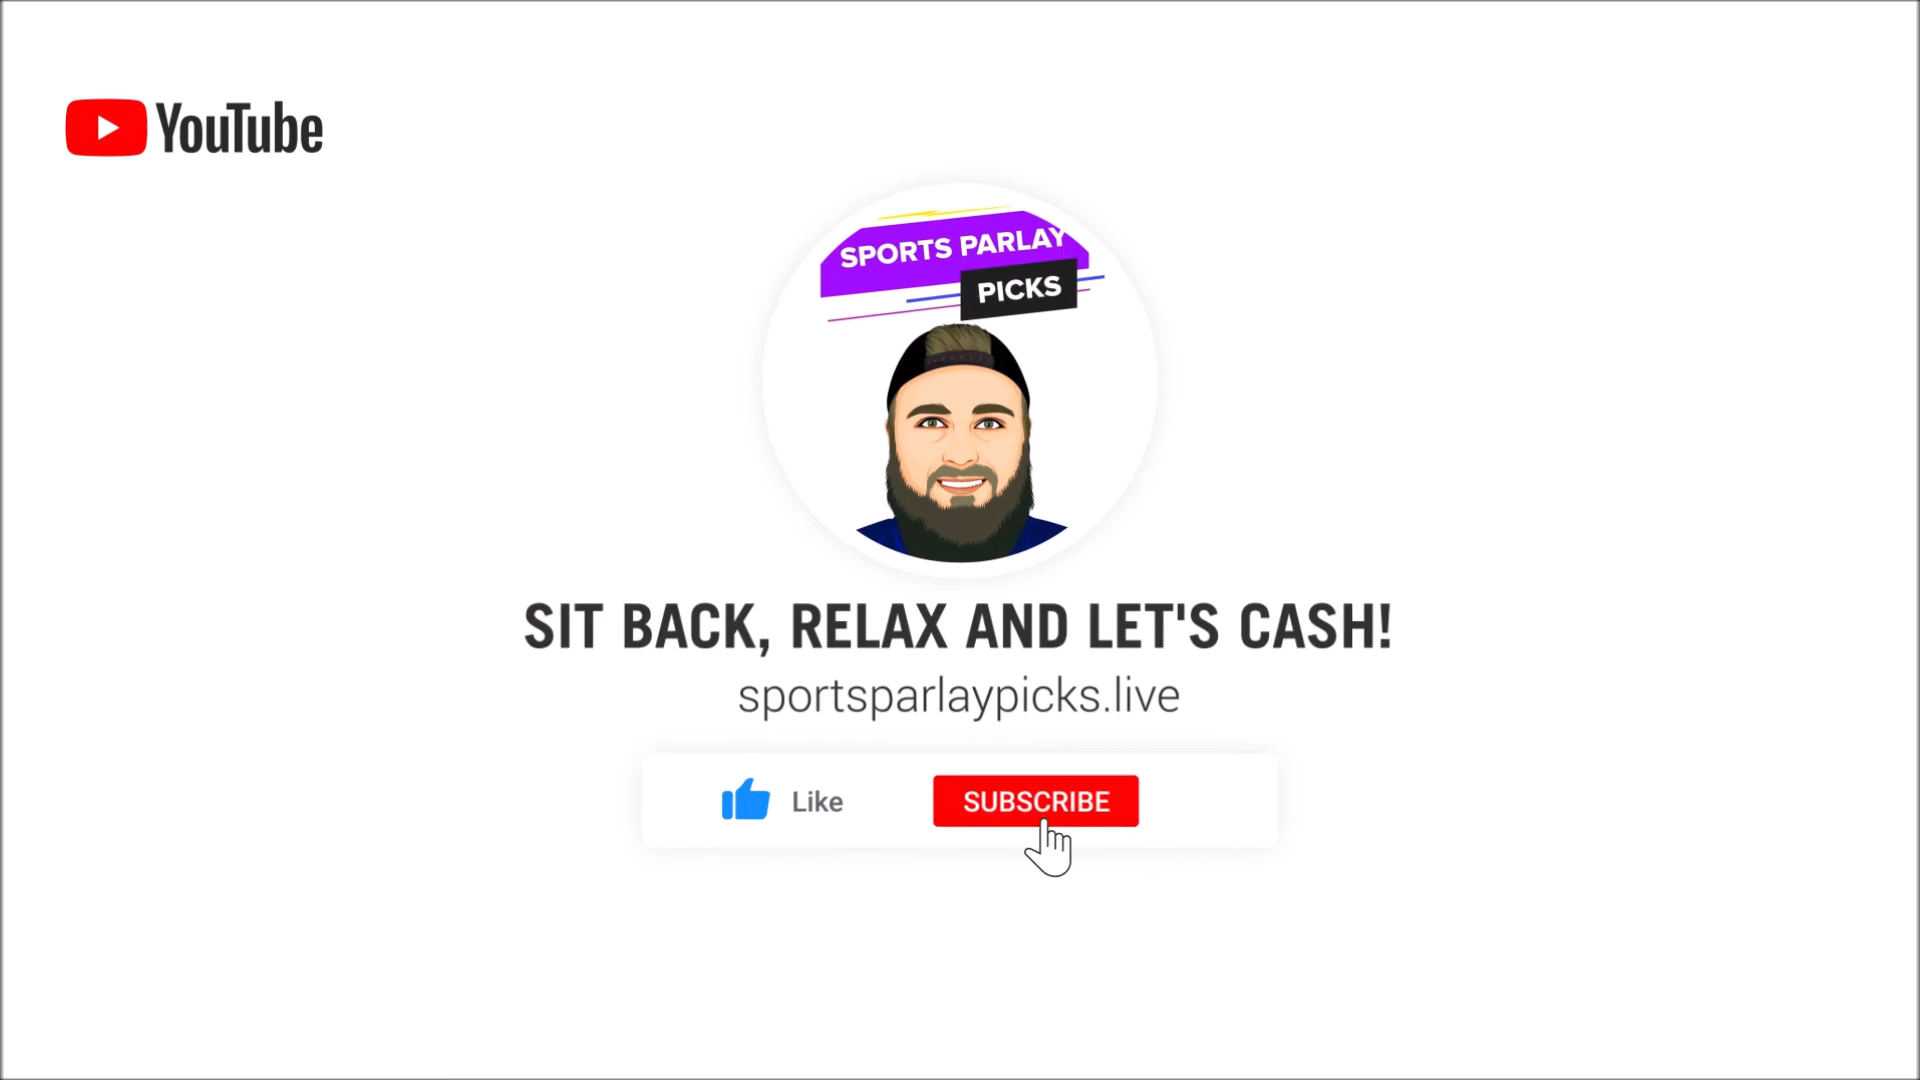 YouTube
SPORTS PARLAY
PICKS
SIT BACK, RELAX AND LET'S CASH!
sportsparlaypicks.live
Like
SUBSCRIBE